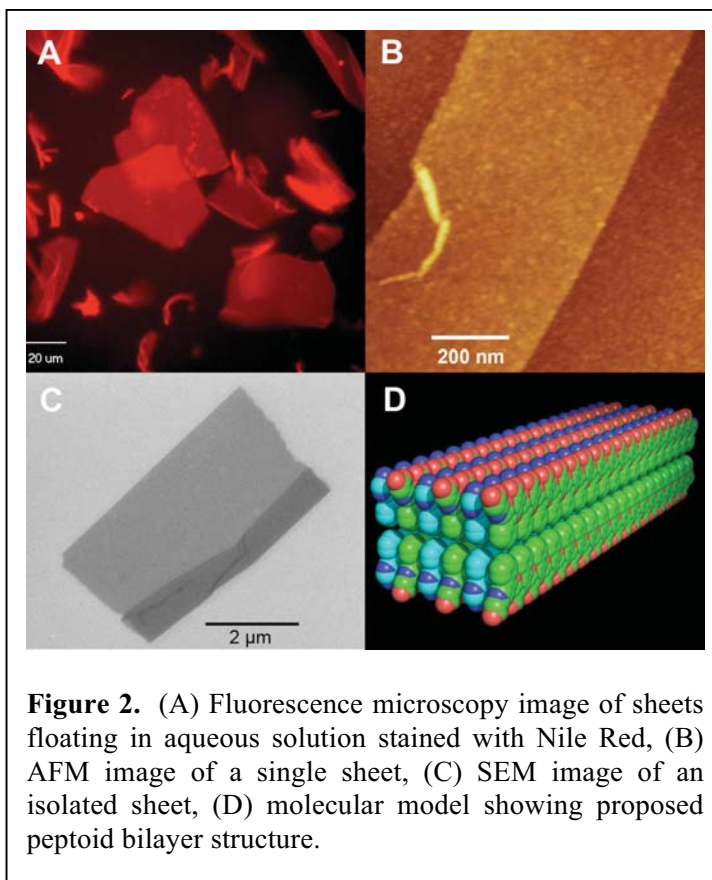 A
B
20 um
200 nm
C
D
2 µm
Figure 2. (A) Fluorescence microscopy image of sheets
floating in aqueous solution stained with Nile Red, (B)
AFM image of a single sheet, (C) SEM image of an
isolated sheet, (D) molecular model showing proposed
peptoid bilayer structure.